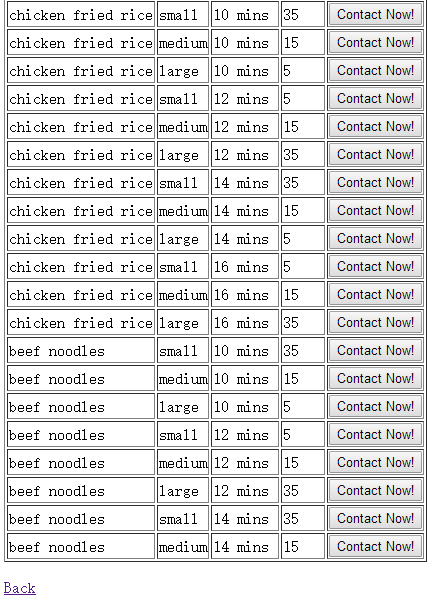 chicken fried rice small 10 mins 35 Contact Now!
chicken fried rice medium 10 mins 15 Contact Now!
chicken fried rice large 10 mins 5 Contact Now!
chicken fried rice small 12 mins 5 Contact Now!
chicken fried rice medium 12 mins 15 Contact Now!
chicken fried rice large 12 mins 35 Contact Now!
chicken fried rice small 14 mins 35 Contact Now!
chicken fried rice medium 14 mins 15 Contact Now!
chicken fried rice large 14 mins 5 Contact Now!
chicken fried rice small 16 mins 5 Contact Now!
chicken fried rice medium 16 mins 15 Contact Now!
chicken fried rice large 16 mins 35 Contact Now!
beef noodles small 10 mins 35 Contact Now!
beef noodles medium 10 mins 15 Contact Now!
beef noodles large 10 mins 5 Contact Now!
beef noodles small 12 mins 5 Contact Now!
beef noodles medium 12 mins 15 Contact Now!
beef noodles large 12 mins 35 Contact Now!
beef noodles small 14 mins 35 Contact Now!
beef noodles medium 14 mins 15 Contact Now!
Back